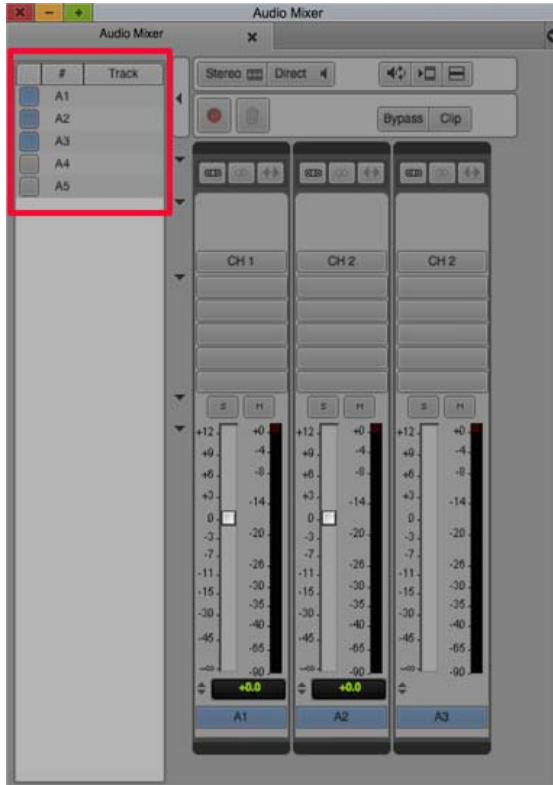 Audio Mixer
Audio Mixer
# Track
A1
A2
A3
A4
A5
Stereo Direct
Bypass Clip
CH 1 CH 2 CH 2
S M S M S M
+12 +0 +12 +0 +12 +0
+9 -4 +9 -4 +9 -4
+6 -8 +6 -8 +6 -8
+3 -14 +3 -14 +3 -14
0 -20 0 -20 0 -20
-3 -3 -3
-7 -26 -7 -26 -7 -26
-11 -30 -11 -30 -11 -30
-15 -35 -15 -35 -15 -35
-30 -40 -30 -40 -30 -40
-45 -65 -45 -65 -45 -65
-∞ -90 -∞ -90 -∞ -90
+0.0 +0.0
A1 A2 A3